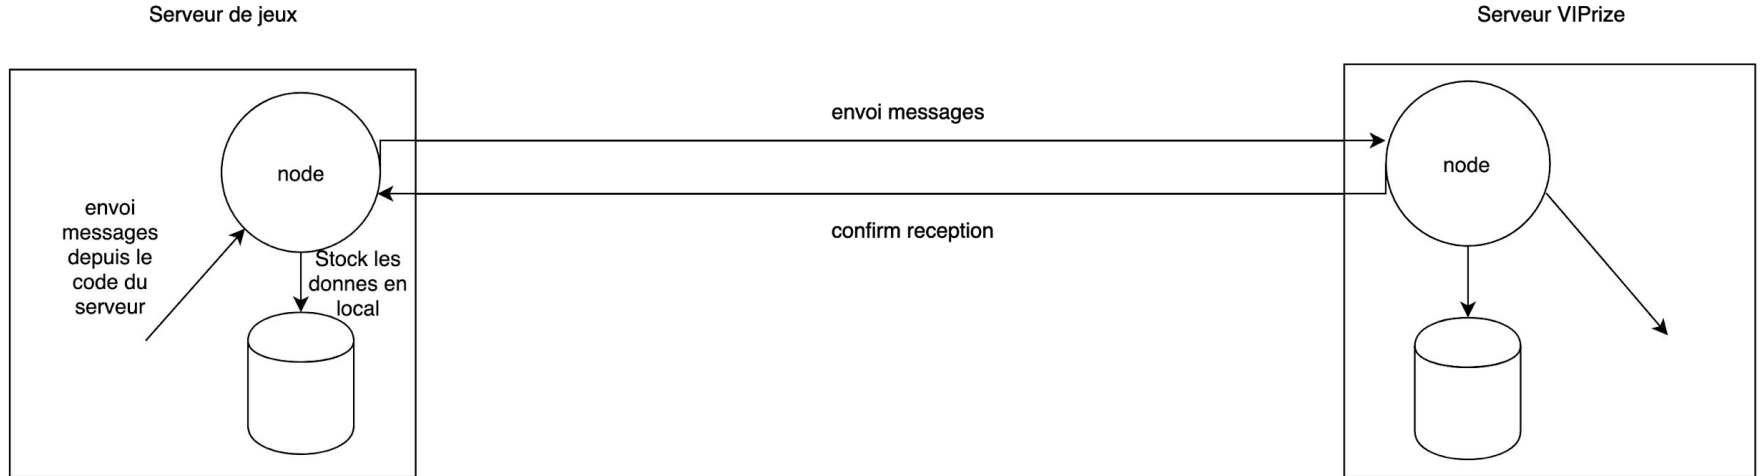 Serveur de jeux
Serveur VIPrize
envoi messages
node
node
envoi
messages
depuis le
code du
serveur
confirm reception
Stock les
donnes en
local